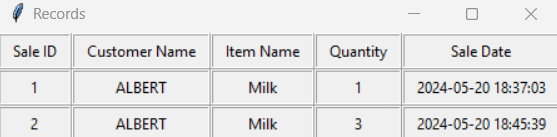 Records
Sale ID Customer Name Item Name Quantity Sale Date
1 ALBERT Milk 1 2024-05-20 18:37:03
2 ALBERT Milk 3 2024-05-20 18:45:39